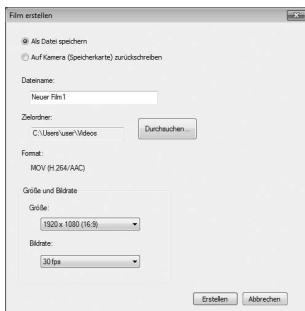 Film erstellen
Als Datei speichern
Auf Kamera (Speicherkarte) zurückschreiben
Dateiname:
Neuer Film1
Zielordner:
C:\Users\user\Videos
Durchsuchen...
Format:
MOV (H.264/AAC)
Größe und Bildrate
Größe:
1920 x 1080 (16:9)
Bildrate:
30 fps
Erstellen
Abbrechen